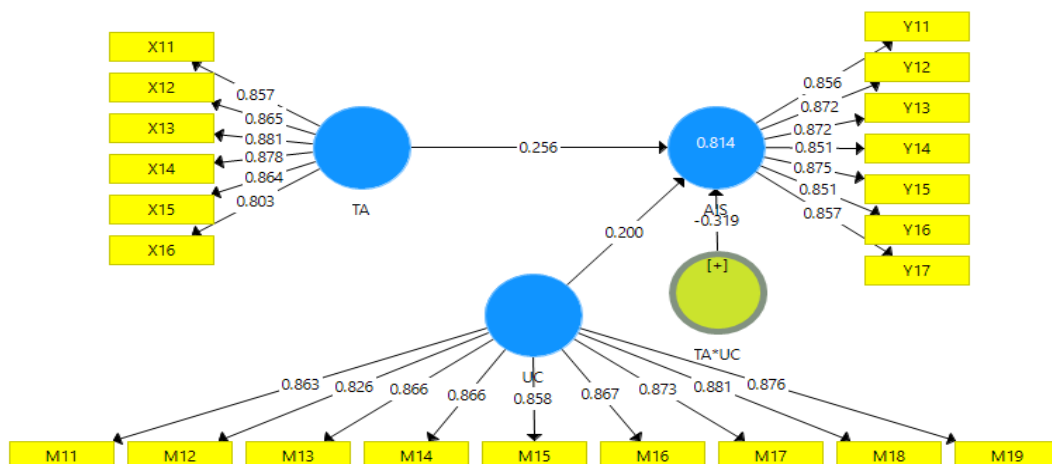 X11
X12
X13
X14
X15
X16
0.857
0.865
0.881
0.878
0.864
0.803
TA
0.256
0.814
AIS
-0.319
[+]
TA*UC
0.200
UC
0.856
0.872
0.872
0.851
0.875
0.851
0.857
Y11
Y12
Y13
Y14
Y15
Y16
Y17
0.863
0.826
0.866
0.866
0.858
0.867
0.873
0.881
0.876
M11
M12
M13
M14
M15
M16
M17
M18
M19